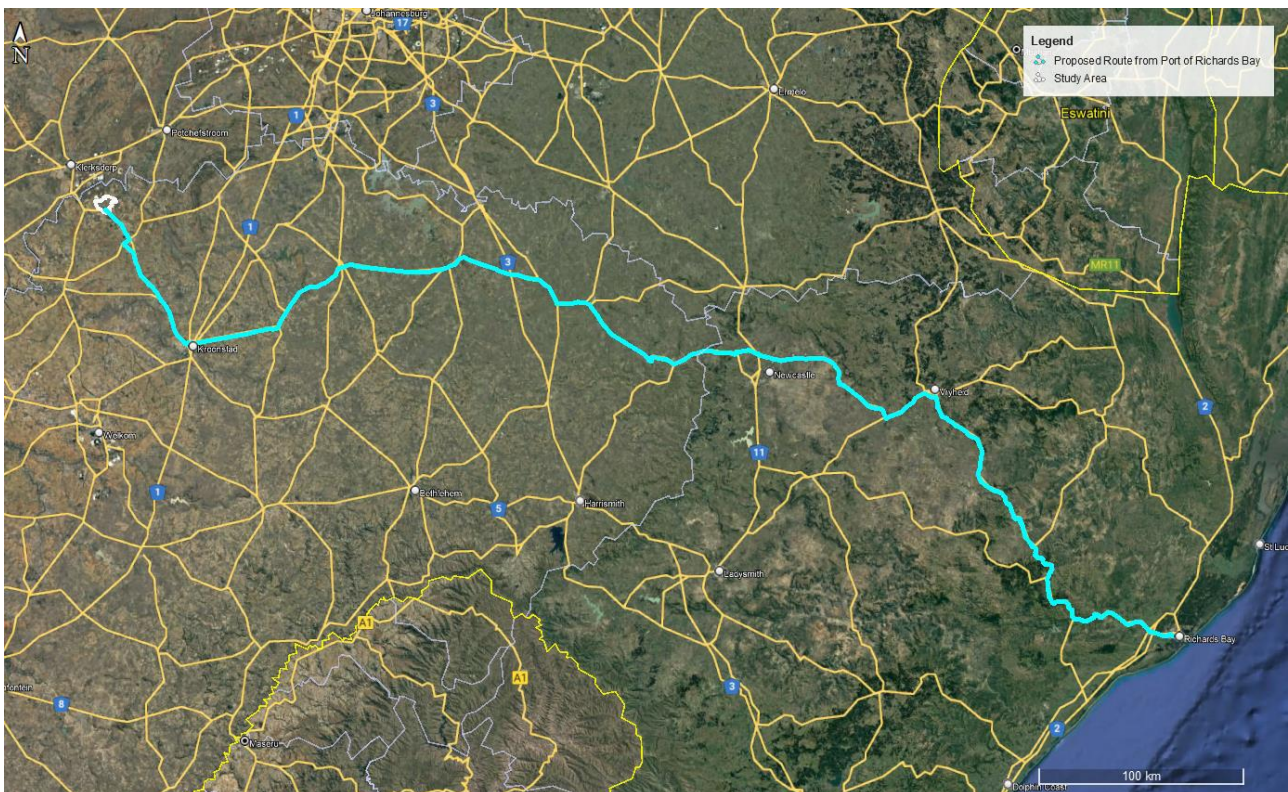 Johannesburg
17
N
Legend
Proposed Route from Port of Richards Bay
Study Area
Ermelo
3
1
Eswatini
Potchefstroom
Klerksdorp
1
3
MR11
Kroonstad
Newcastle
Vryheid
2
Welkom
11
1
Bethlehem
Harrismith
5
St Luc
Ladysmith
A1
Richards Bay
A1
3
8
2
Maseru
100 km
Dolphin Coast